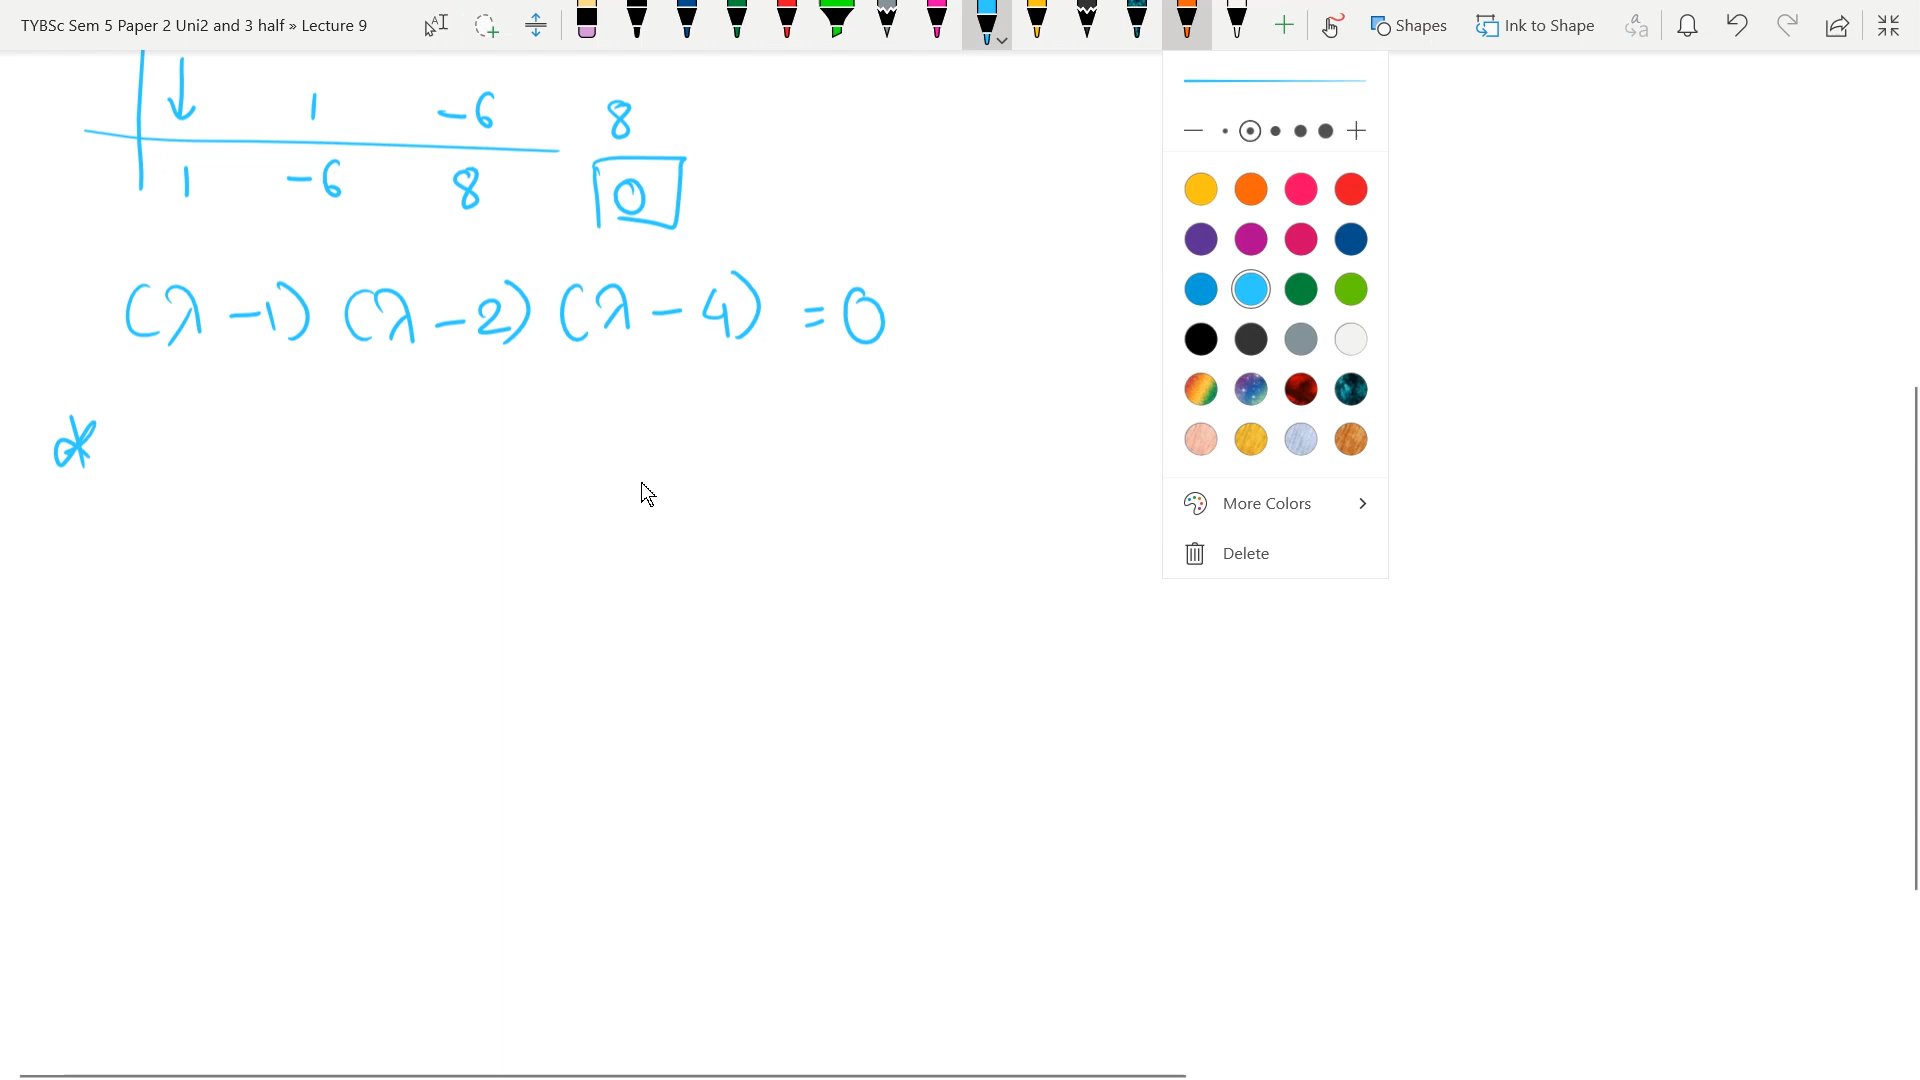 TYBSc Sem 5 Paper 2 Uni2 and 3 half » Lecture 9
Shapes
Ink to Shape
1 -6 8
1 -6 8 0
(λ-1) (λ-2) (λ-4) = 0
*
More Colors
Delete